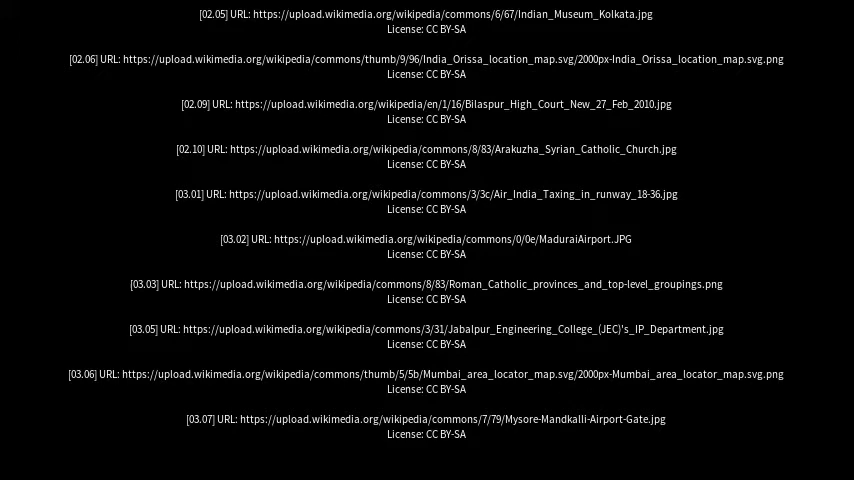 [02.05] URL: https://upload.wikimedia.org/wikipedia/commons/6/67/Indian_Museum_Kolkata.jpg
License: CC BY-SA
[02.06] URL: https://upload.wikimedia.org/wikipedia/commons/thumb/9/96/India_Orissa_location_map.svg/2000px-India_Orissa_location_map.svg.png
License: CC BY-SA
[02.09] URL: https://upload.wikimedia.org/wikipedia/en/1/16/Bilaspur_High_Court_New_27_Feb_2010.jpg
License: CC BY-SA
[02.10] URL: https://upload.wikimedia.org/wikipedia/commons/8/83/Arakuzha_Syrian_Catholic_Church.jpg
License: CC BY-SA
[03.01] URL: https://upload.wikimedia.org/wikipedia/commons/3/3c/Air_India_Taxing_in_runway_18-36.jpg
License: CC BY-SA
[03.02] URL: https://upload.wikimedia.org/wikipedia/commons/0/0e/MaduraiAirport.JPG
License: CC BY-SA
[03.03] URL: https://upload.wikimedia.org/wikipedia/commons/8/83/Roman_Catholic_provinces_and_top-level_groupings.png
License: CC BY-SA
[03.05] URL: https://upload.wikimedia.org/wikipedia/commons/3/31/Jabalpur_Engineering_College_(JEC)'s_IP_Department.jpg
License: CC BY-SA
[03.06] URL: https://upload.wikimedia.org/wikipedia/commons/thumb/5/5b/Mumbai_area_locator_map.svg/2000px-Mumbai_area_locator_map.svg.png
License: CC BY-SA
[03.07] URL: https://upload.wikimedia.org/wikipedia/commons/7/79/Mysore-Mandkalli-Airport-Gate.jpg
License: CC BY-SA